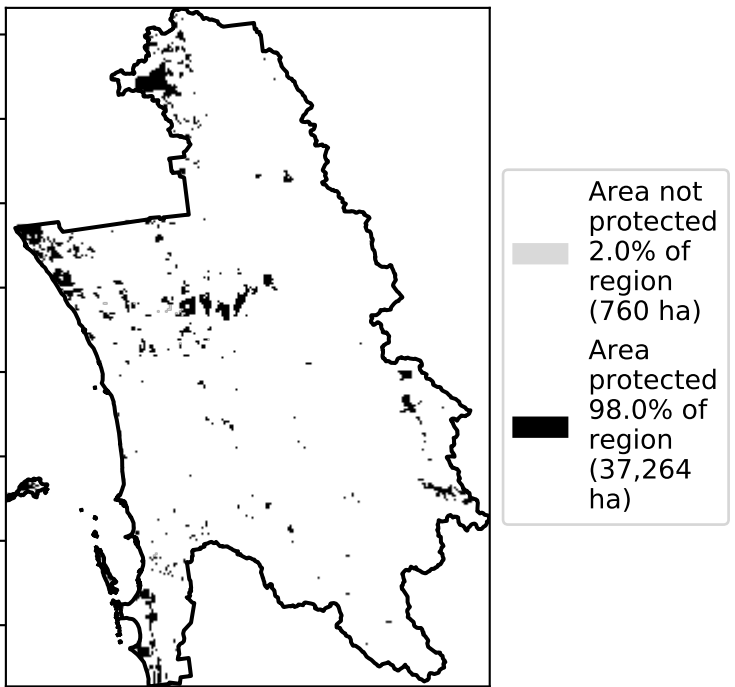 Area not
protected
2.0% of
region
(760 ha)
Area
protected
98.0% of
region
(37,264
ha)